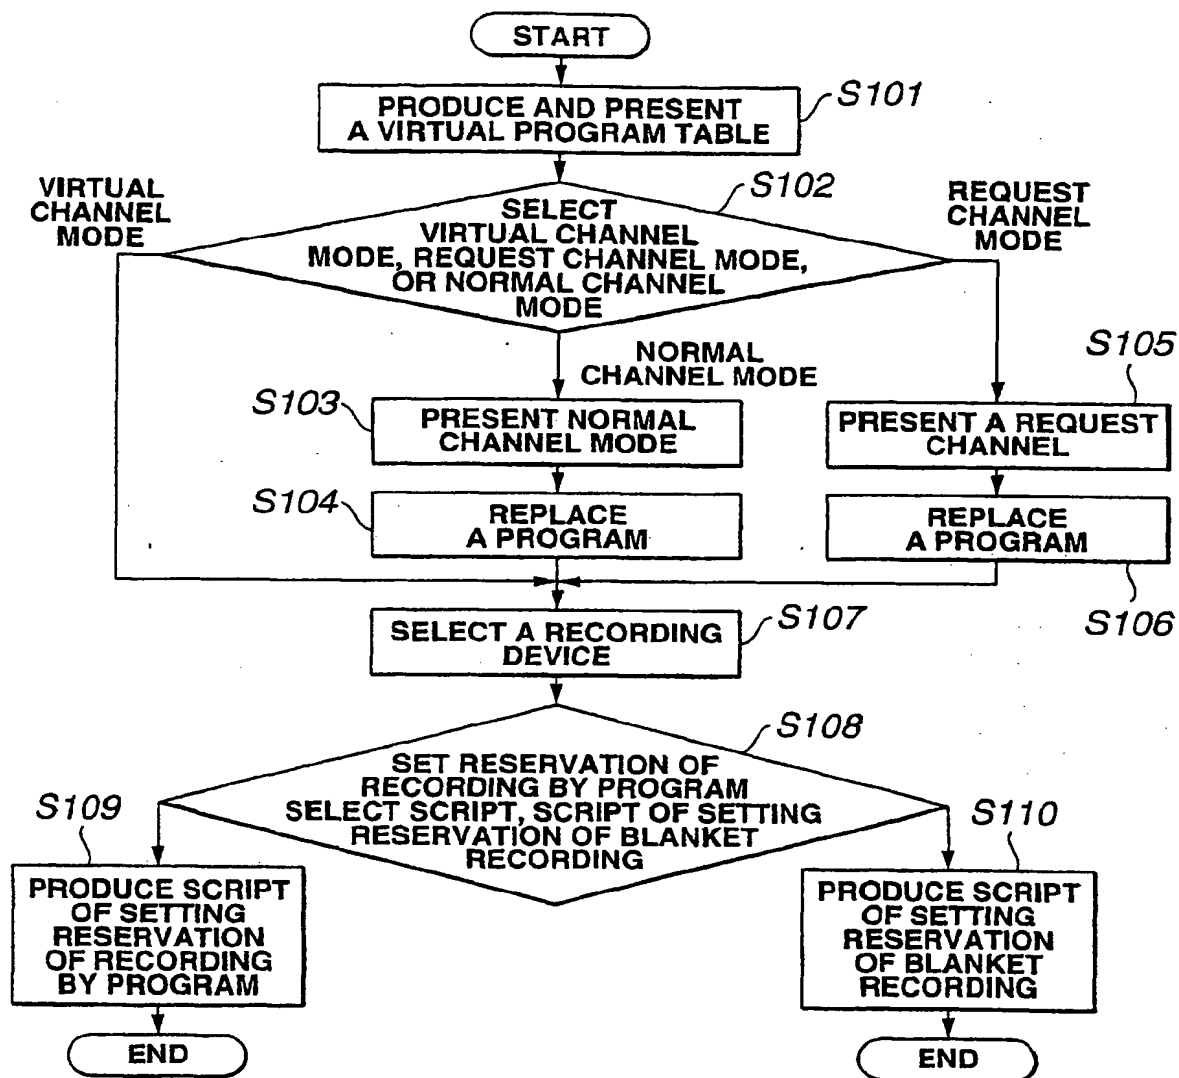 START
S101
PRODUCE AND PRESENT
A VIRTUAL PROGRAM TABLE
VIRTUAL
CHANNEL
MODE
S102
REQUEST
CHANNEL
MODE
SELECT
VIRTUAL CHANNEL
MODE, REQUEST CHANNEL MODE,
OR NORMAL CHANNEL
MODE
NORMAL
CHANNEL MODE
S103
PRESENT NORMAL
CHANNEL MODE
S105
PRESENT A REQUEST
CHANNEL
S104
REPLACE
A PROGRAM
REPLACE
A PROGRAM
S106
S107
SELECT A RECORDING
DEVICE
S108
SET RESERVATION OF
RECORDING BY PROGRAM
SELECT SCRIPT, SCRIPT OF SETTING
RESERVATION OF BLANKET
RECORDING
S109
PRODUCE SCRIPT
OF SETTING
RESERVATION
OF RECORDING
BY PROGRAM
END
S110
PRODUCE SCRIPT
OF SETTING
RESERVATION
OF BLANKET
RECORDING
END